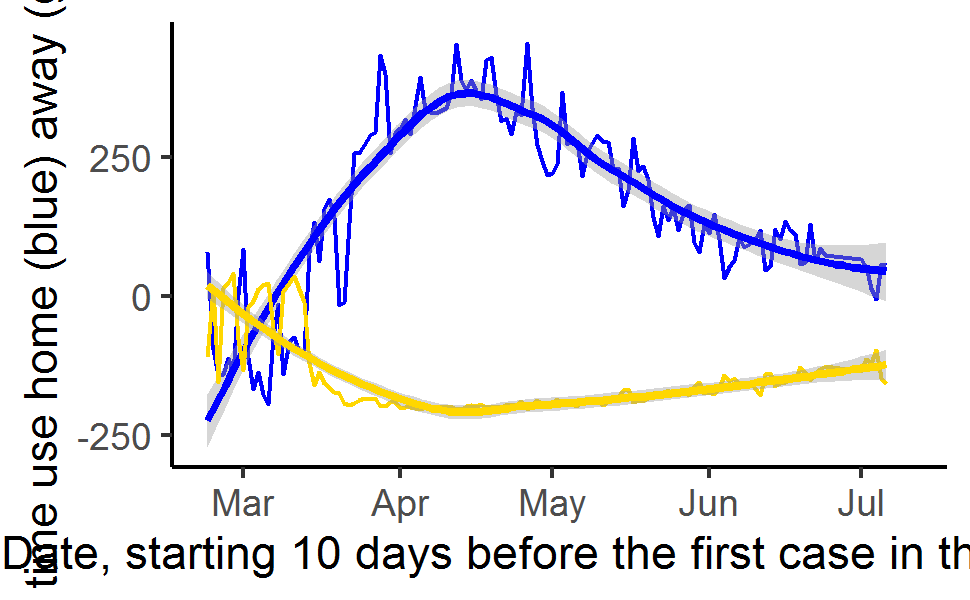 time use home (blue) away (
250
0
-250
Mar Apr May Jun Jul
Date, starting 10 days before the first case in th